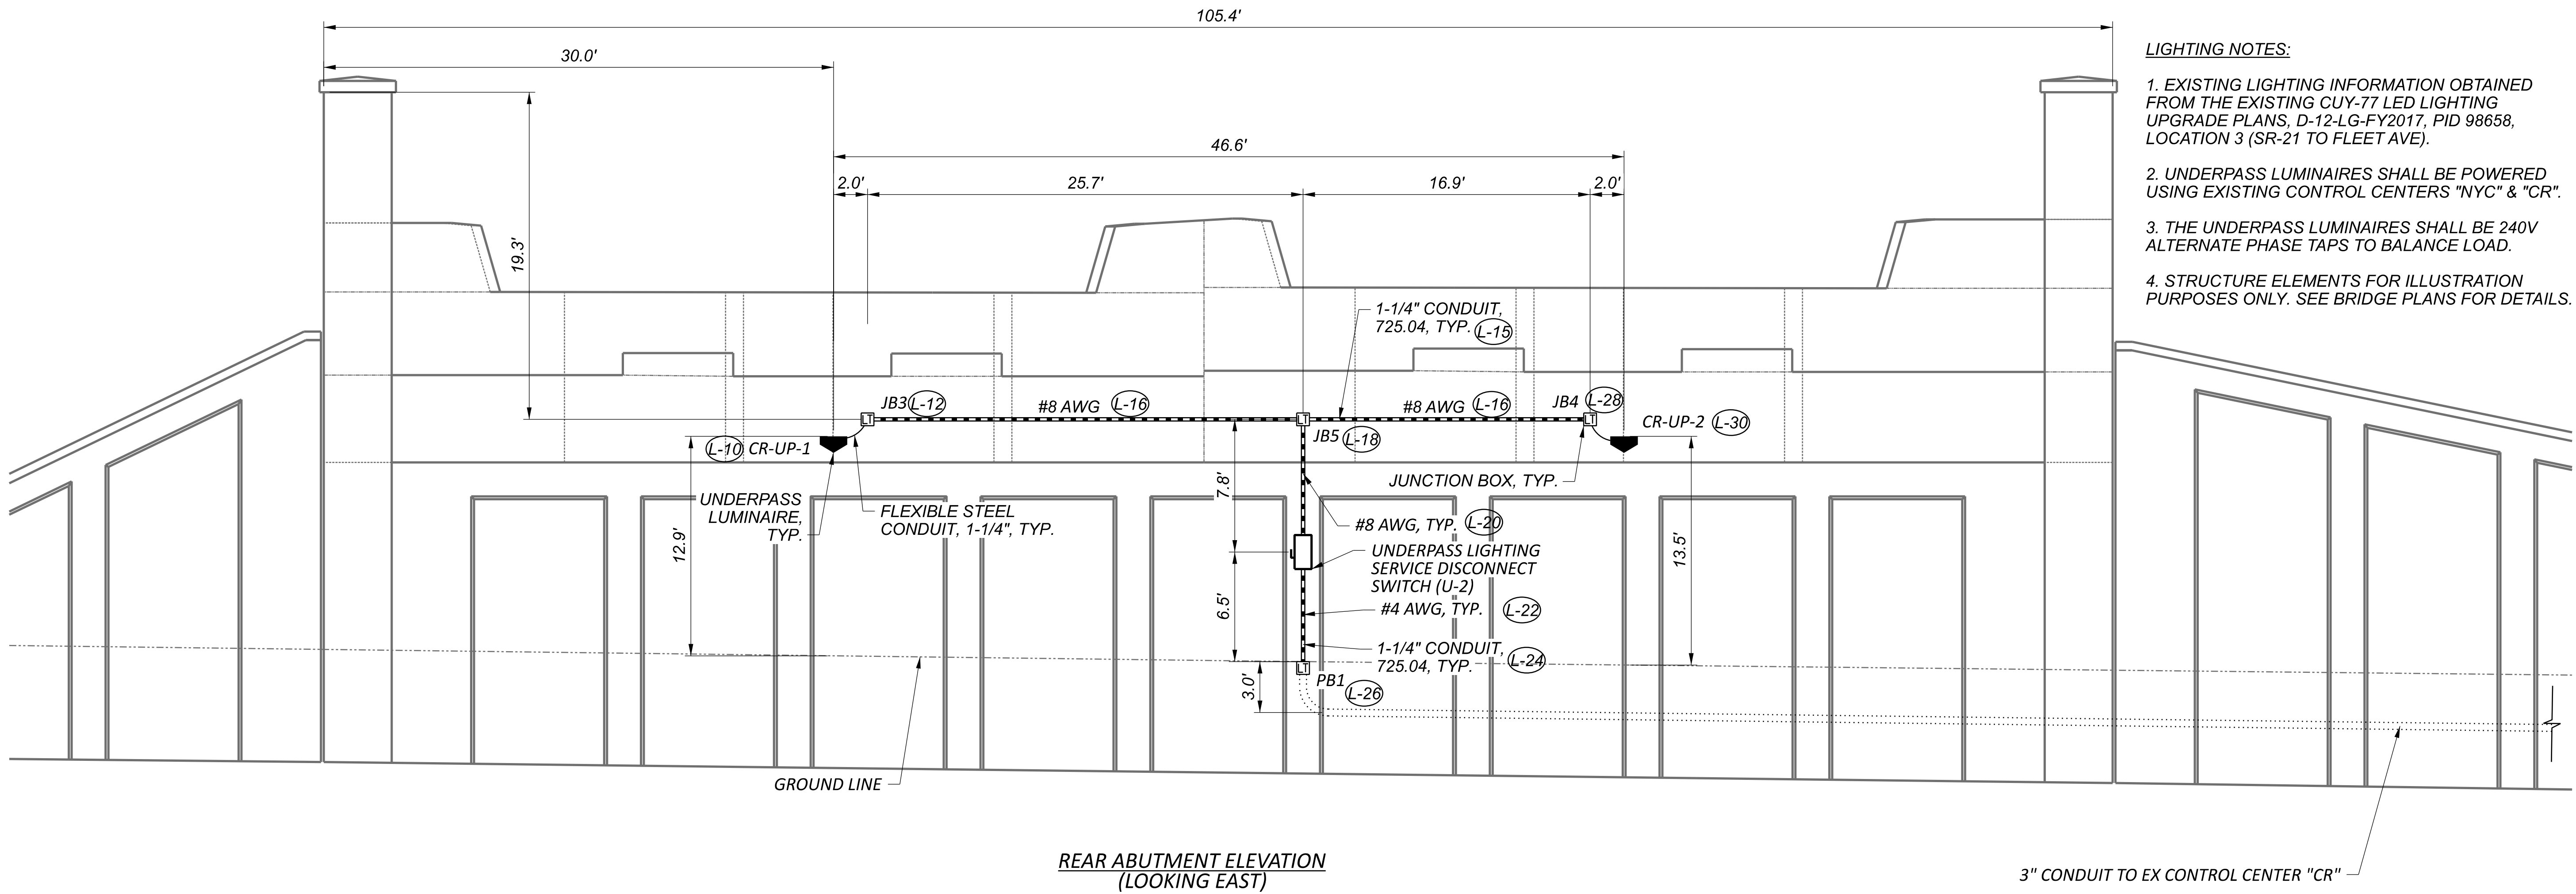 105.4'
30.0'
LIGHTING NOTES:
1. EXISTING LIGHTING INFORMATION OBTAINED
FROM THE EXISTING CUY-77 LED LIGHTING
UPGRADE PLANS, D-12-LG-FY2017, PID 98658,
LOCATION 3 (SR-21 TO FLEET AVE).
2. UNDERPASS LUMINAIRES SHALL BE POWERED
USING EXISTING CONTROL CENTERS "NYC" & "CR".
3. THE UNDERPASS LUMINAIRES SHALL BE 240V
ALTERNATE PHASE TAPS TO BALANCE LOAD.
4. STRUCTURE ELEMENTS FOR ILLUSTRATION
PURPOSES ONLY. SEE BRIDGE PLANS FOR DETAILS.
46.6'
2.0'
25.7'
16.9'
2.0'
19.3'
1-1/4" CONDUIT,
725.04, TYP. L-15
JB3 L-12
#8 AWG L-16
#8 AWG L-16
JB4 L-28
LT
LT
LT
L-10 CR-UP-1
JB5 L-18
CR-UP-2 L-30
JUNCTION BOX, TYP.
UNDERPASS
LUMINAIRE,
TYP.
FLEXIBLE STEEL
CONDUIT, 1-1/4", TYP.
7.8'
#8 AWG, TYP. L-20
12.9'
13.5'
UNDERPASS LIGHTING
SERVICE DISCONNECT
SWITCH (U-2)
6.5'
#4 AWG, TYP. L-22
1-1/4" CONDUIT,
725.04, TYP. L-24
LT
PB1
L-26
3.0'
GROUND LINE
REAR ABUTMENT ELEVATION
(LOOKING EAST)
3" CONDUIT TO EX CONTROL CENTER "CR"